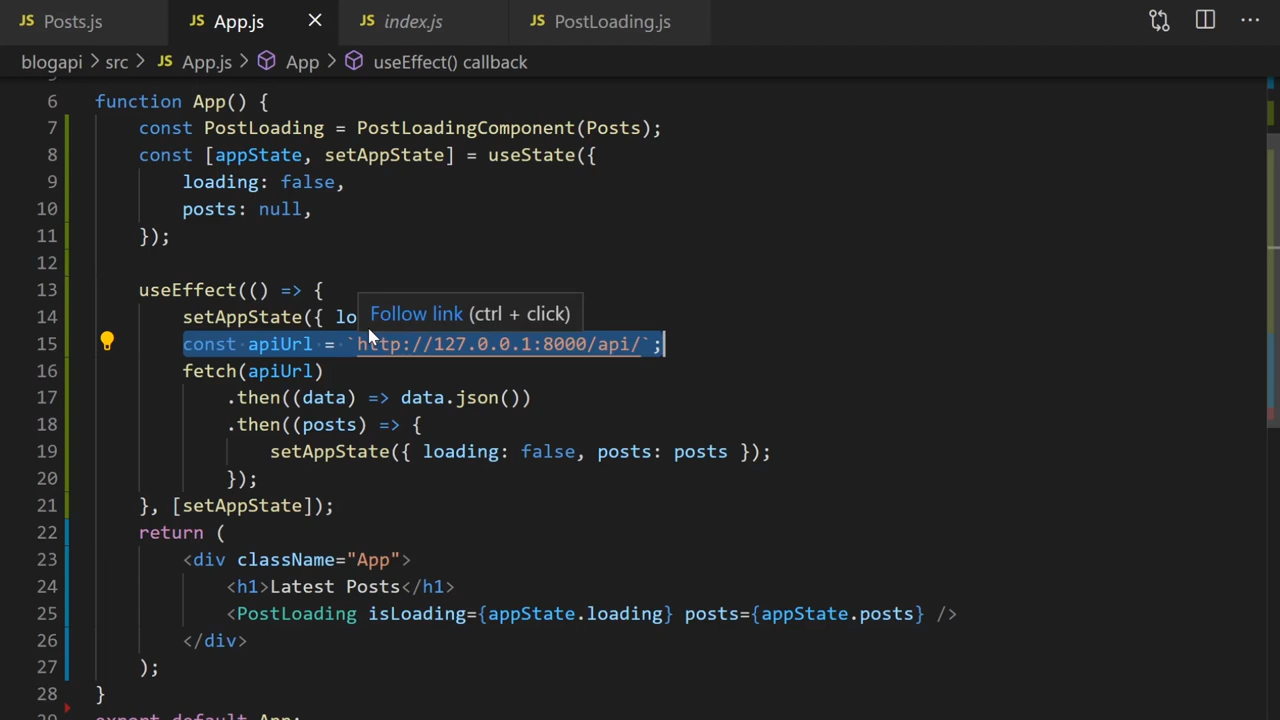 JS Posts.js JS App.js JS index.js JS PostLoading.js
blogapi > src > JS App.js > App > useEffect() callback
6 function App() {
7 const PostLoading = PostLoadingComponent(Posts);
8 const [appState, setAppState] = useState({
9 loading: false,
10 posts: null,
11 });
12
13 useEffect(() => {
Follow link (ctrl + click)
14 setAppState({ lo
15 const apiUrl = `http://127.0.0.1:8000/api/`;
16 fetch(apiUrl)
17 .then((data) => data.json())
18 .then((posts) => {
19 setAppState({ loading: false, posts: posts });
20 });
21 }, [setAppState]);
22 return (
23 <div className="App">
24 <h1>Latest Posts</h1>
25 <PostLoading isLoading={appState.loading} posts={appState.posts} />
26 </div>
27 );
28 }
export default App;